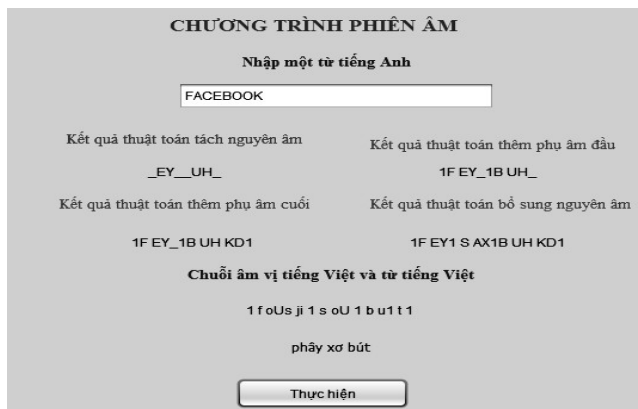 CHƯƠNG TRÌNH PHIÊN ÂM
Nhập một từ tiếng Anh
FACEBOOK
Kết quả thuật toán tách nguyên âm
Kết quả thuật toán thêm phụ âm đầu
_EY__UH_
1F EY_1B UH_
Kết quả thuật toán thêm phụ âm cuối
Kết quả thuật toán bổ sung nguyên âm
1F EY_1B UH KD1
1F EY1 S AX1B UH KD1
Chuỗi âm vị tiếng Việt và từ tiếng Việt
1 f oUs ji 1 s oU 1 b u1 t 1
phây xơ bút
Thực hiện